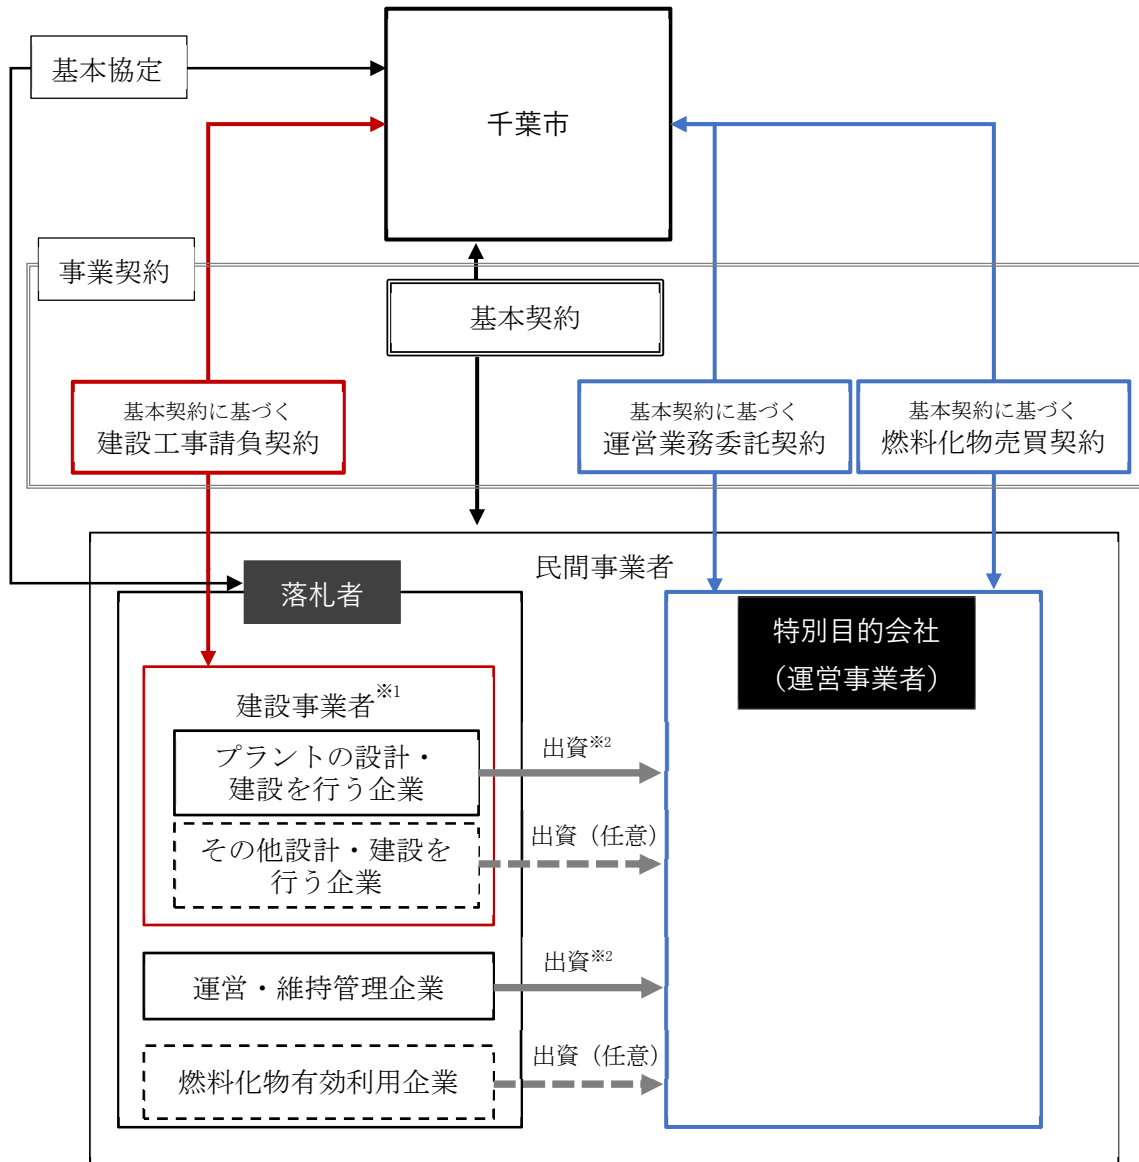 基本協定
千葉市
事業契約
基本契約
基本契約に基づく
建設工事請負契約
基本契約に基づく
運営業務委託契約
基本契約に基づく
燃料化物売買契約
民間事業者
落札者
特別目的会社
（運営事業者）
建設事業者※1
プラントの設計・
建設を行う企業
出資※2
その他設計・建設を
行う企業
出資（任意）
運営・維持管理企業
出資※2
燃料化物有効利用企業
出資（任意）